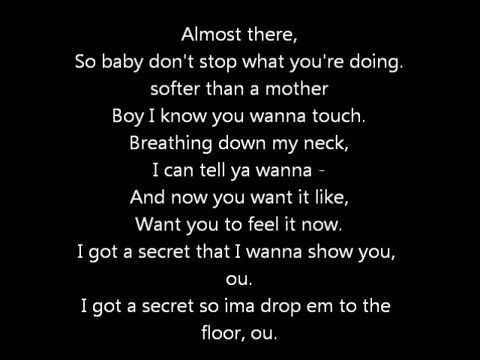 Almost there,
So baby don't stop what you're doing.
softer than a mother
Boy I know you wanna touch.
Breathing down my neck,
I can tell ya wanna -
And now you want it like,
Want you to feel it now.
I got a secret that I wanna show you,
ou.
I got a secret so ima drop em to the
floor, ou.